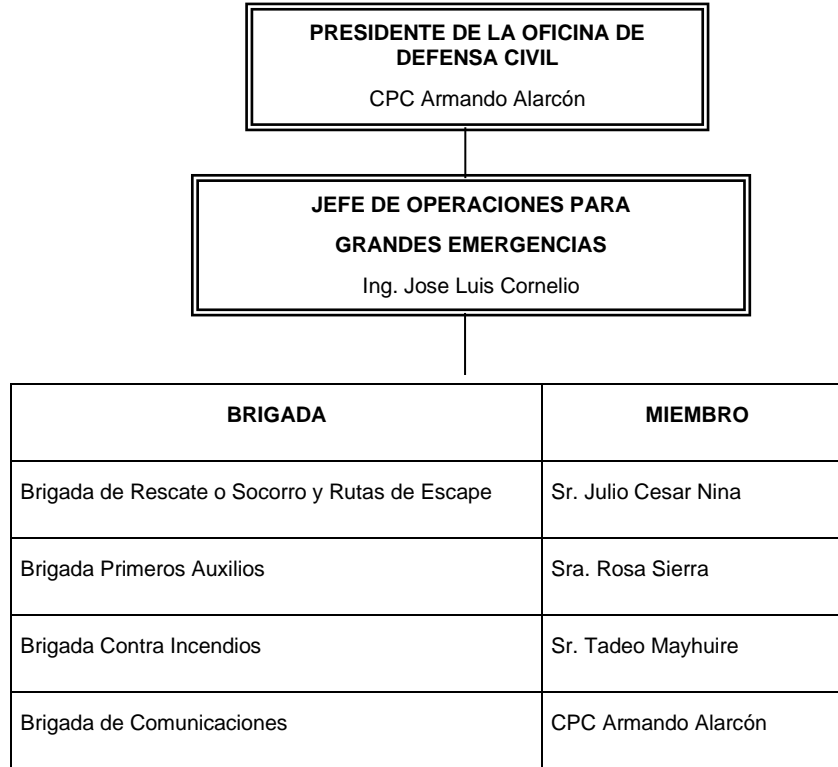 PRESIDENTE DE LA OFICINA DE
DEFENSA CIVIL
CPC Armando Alarcón
JEFE DE OPERACIONES PARA
GRANDES EMERGENCIAS
Ing. Jose Luis Cornelio
BRIGADA MIEMBRO
Brigada de Rescate o Socorro y Rutas de Escape Sr. Julio Cesar Nina
Brigada Primeros Auxilios Sra. Rosa Sierra
Brigada Contra Incendios Sr. Tadeo Mayhuire
Brigada de Comunicaciones CPC Armando Alarcón